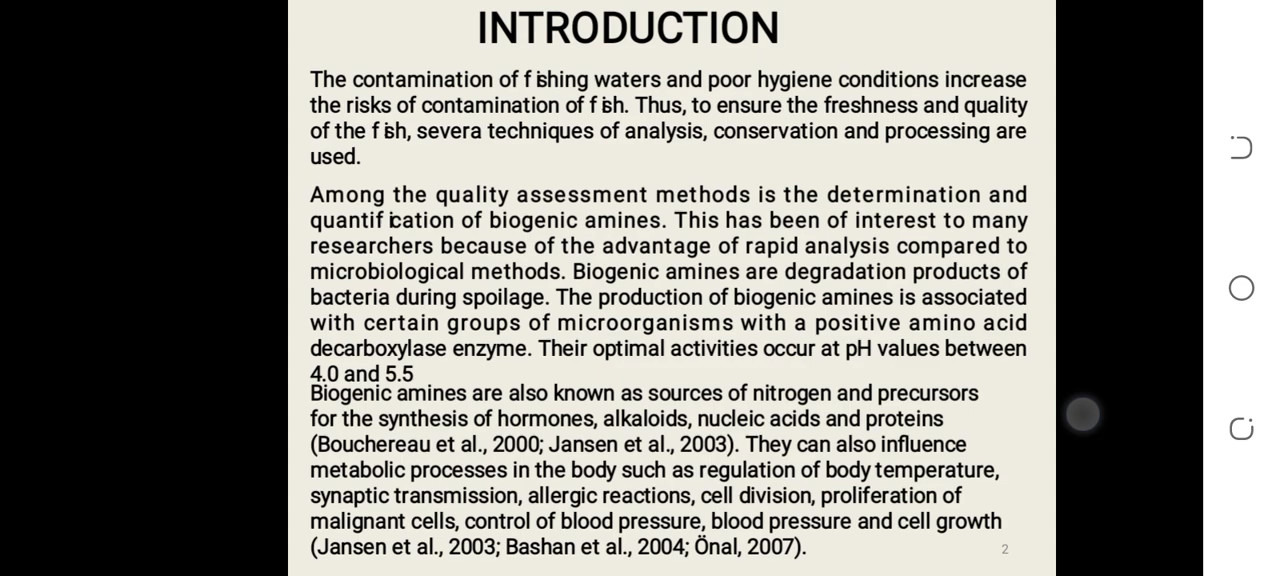 INTRODUCTION
The contamination of fishing waters and poor hygiene conditions increase
the risks of contamination of fish. Thus, to ensure the freshness and quality
of the fish, severa techniques of analysis, conservation and processing are
used.
Among the quality assessment methods is the determination and
quantification of biogenic amines. This has been of interest to many
researchers because of the advantage of rapid analysis compared to
microbiological methods. Biogenic amines are degradation products of
bacteria during spoilage. The production of biogenic amines is associated
with certain groups of microorganisms with a positive amino acid
decarboxylase enzyme. Their optimal activities occur at pH values between
4.0 and 5.5
Biogenic amines are also known as sources of nitrogen and precursors
for the synthesis of hormones, alkaloids, nucleic acids and proteins
(Bouchereau et al., 2000; Jansen et al., 2003). They can also influence
metabolic processes in the body such as regulation of body temperature,
synaptic transmission, allergic reactions, cell division, proliferation of
malignant cells, control of blood pressure, blood pressure and cell growth
(Jansen et al., 2003; Bashan et al., 2004; Önal, 2007).
2